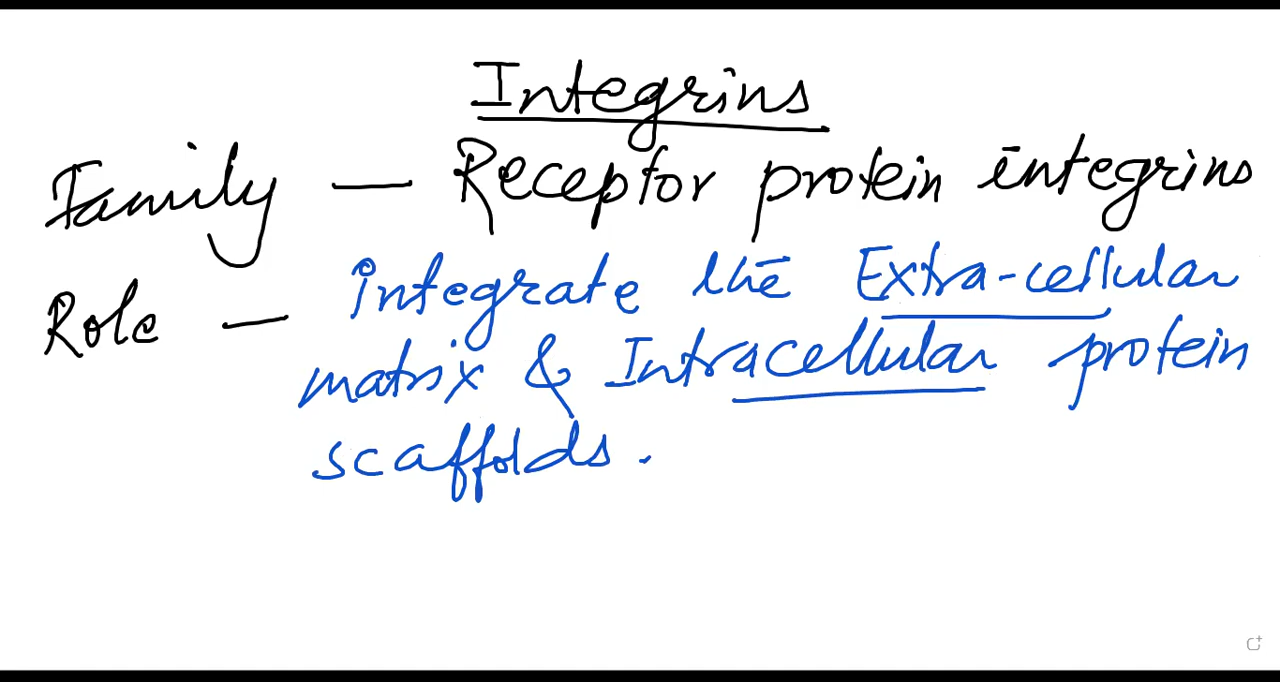 Integrins
Family — Receptor protein integrins
Role — integrate the Extra-cellular
matrix & Intracellular protein
scaffolds.